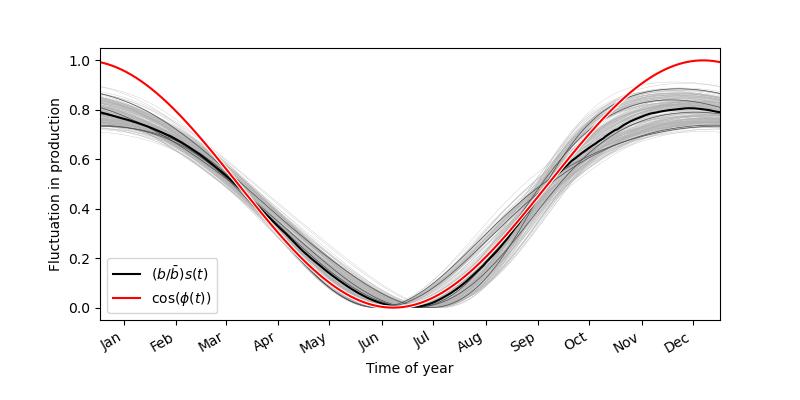 Fluctuation in production
1.0
0.8
0.6
0.4
0.2
0.0
(b/b̄)s(t)
cos(ϕ(t))
Jan Feb Mar Apr May Jun Jul Aug Sep Oct Nov Dec
Time of year